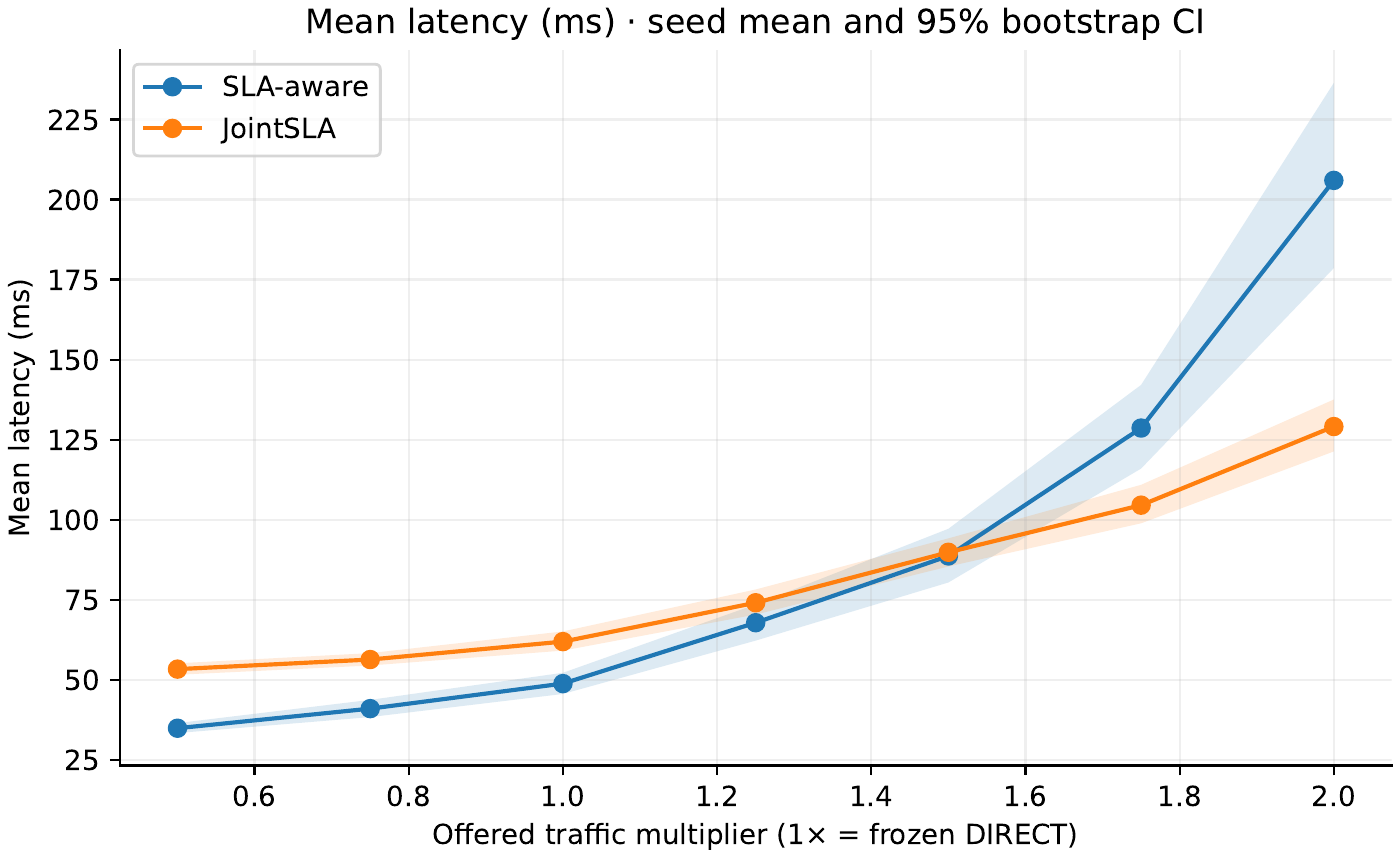 Mean latency (ms) · seed mean and 95% bootstrap CI
SLA-aware
JointSLA
225
200
175
150
125
100
75
50
25
Mean latency (ms)
0.6 0.8 1.0 1.2 1.4 1.6 1.8 2.0
Offered traffic multiplier (1× = frozen DIRECT)